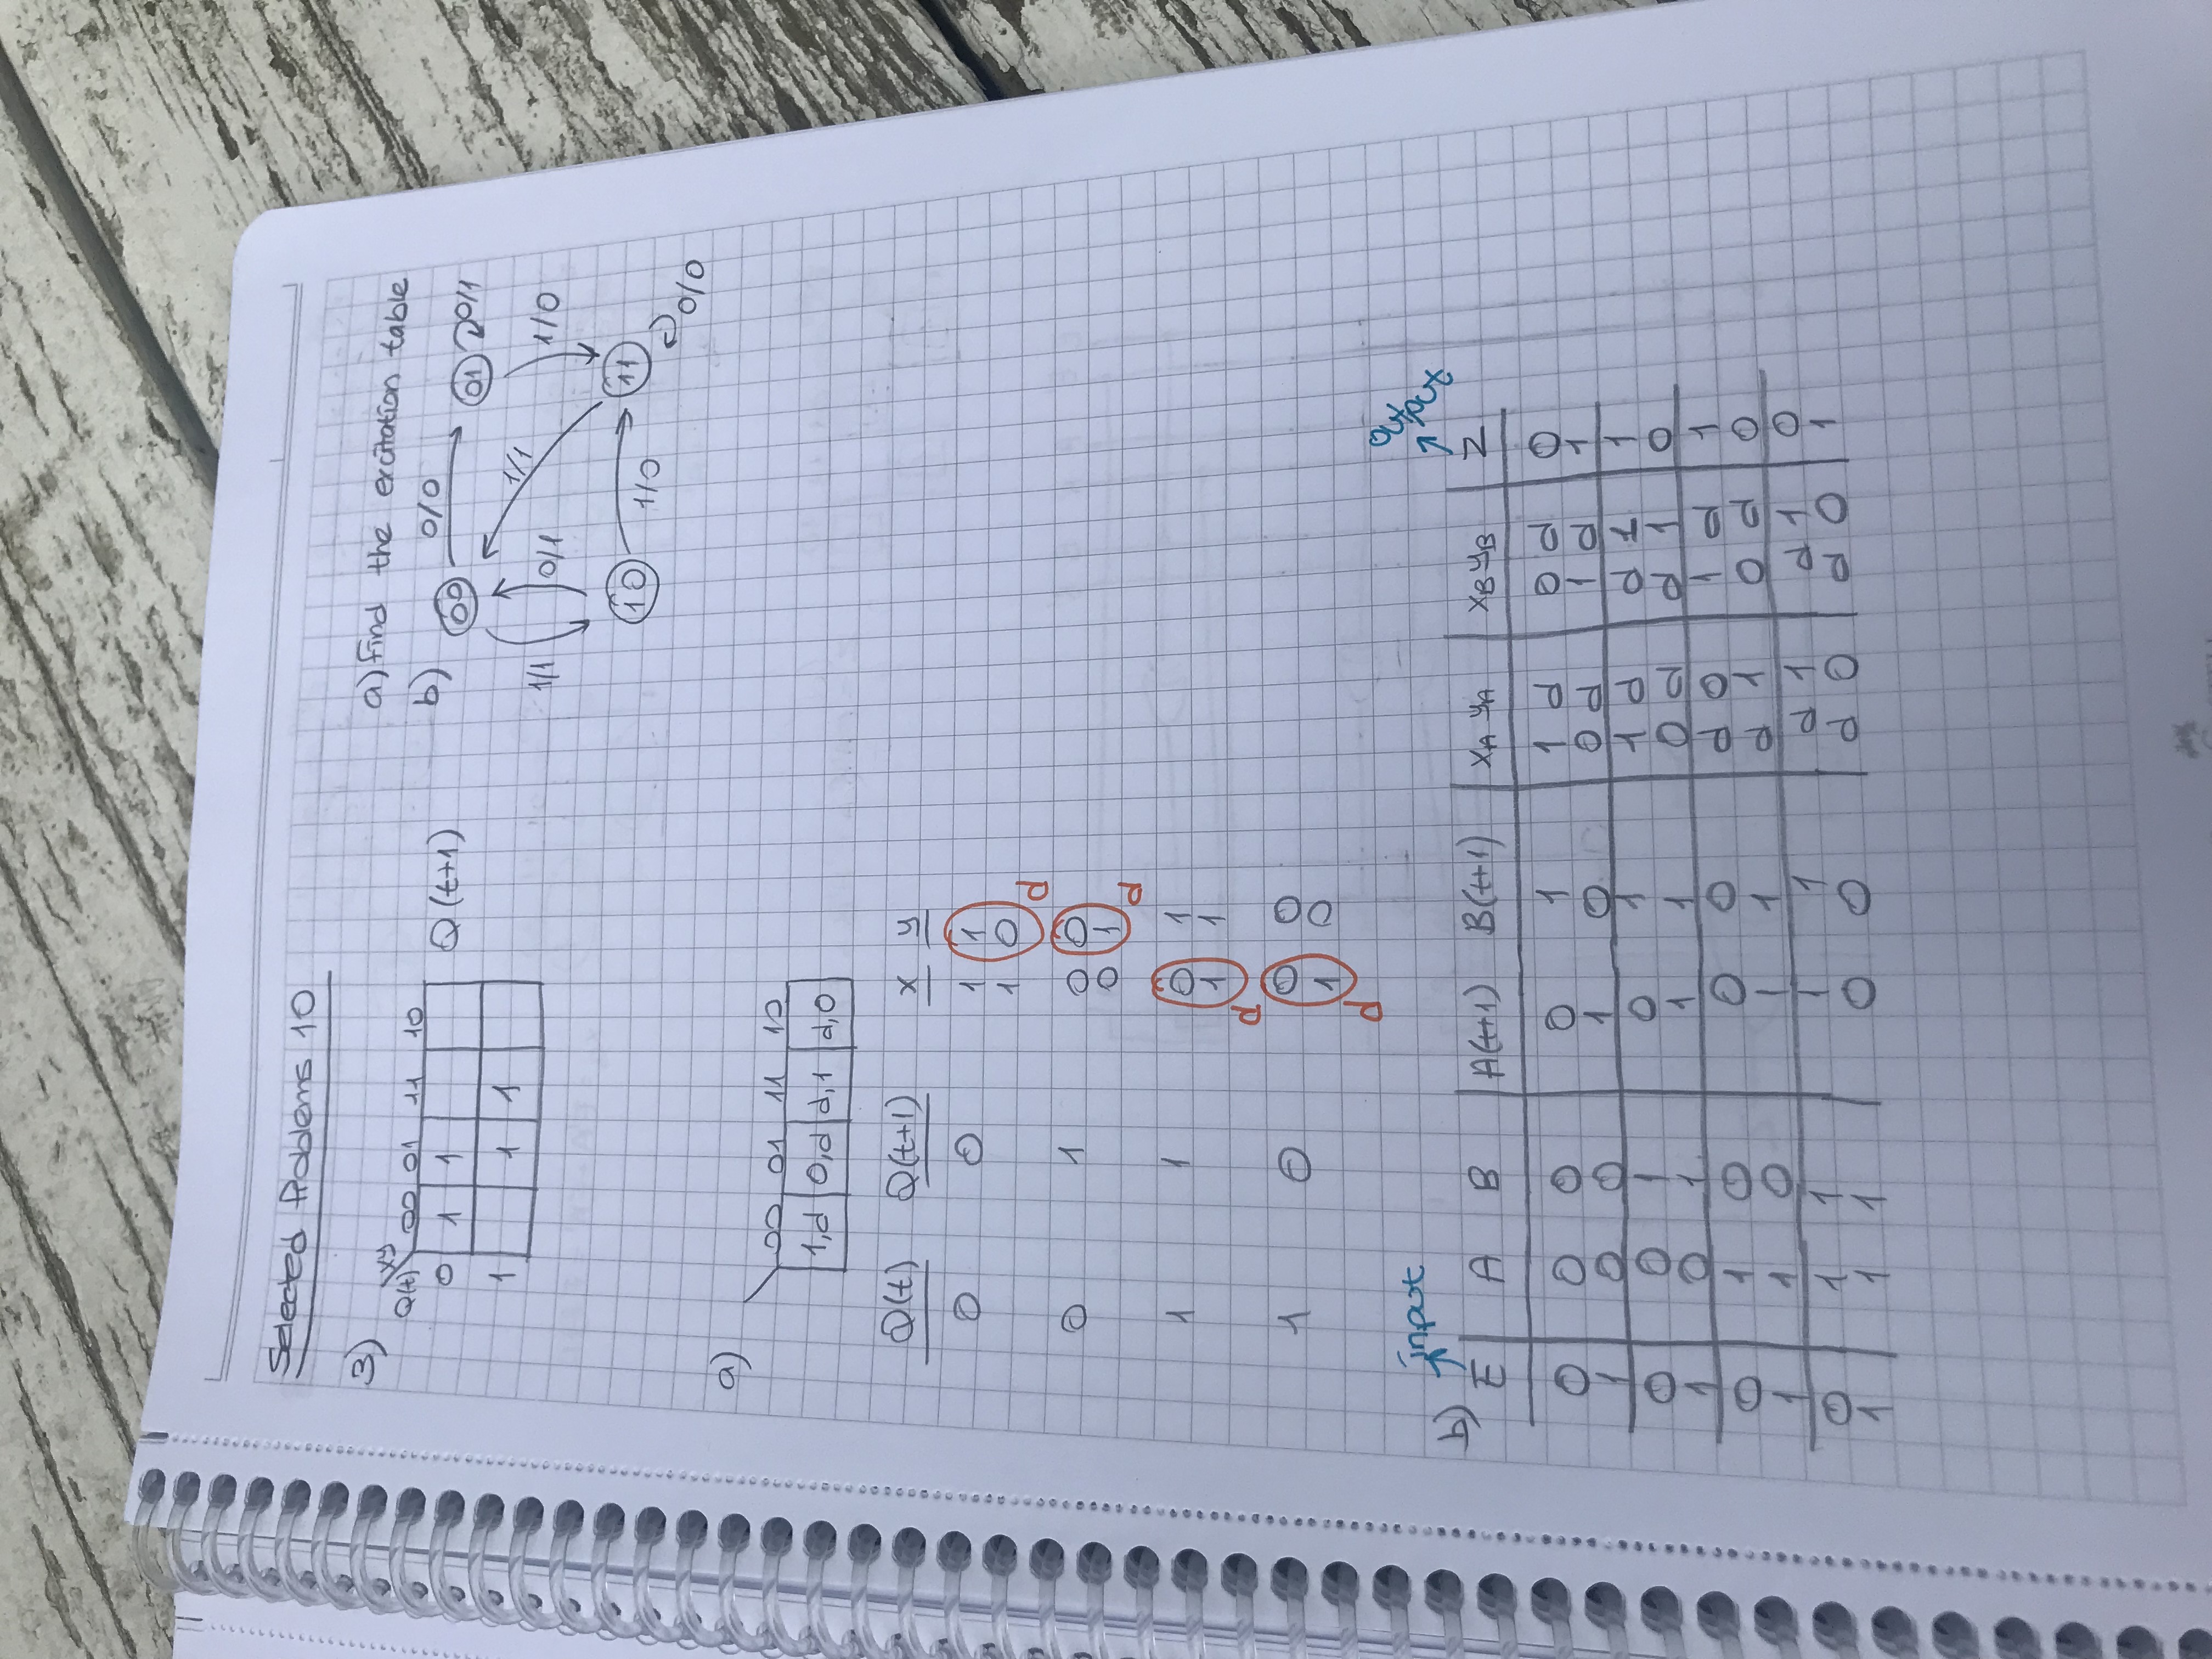 Selected Problems 10
3)
xy
Q(t) 00 01 11 10
0 1 1
1 1 1
Q(t+1)
a) find the excitation table
b)
00 0/0 01 0/1
1/1 0/1 1/1 1/0
10 1/0 11 0/0
a)
00 01 11 10
1,d 0,d d,1 d,0
Q(t) Q(t+1) x y
0 0 1 1
1 0
d
0 1 0 0
0 1
d
1 1 0 1
1 1
d
1 0 0 0
1 0
d
input
output
b)
E A B A(t+1) B(t+1) xA yA xB yB Z
0 0 0 0 1 1 d 0 d 0
1 0 0 1 0 0 d 1 d 1
0 0 1 0 1 1 d d 1 1
1 0 1 1 1 0 d d 1 0
0 1 0 0 0 d 0 1 d 1
1 1 0 1 1 d 1 0 d 0
0 1 1 1 1 d 1 d 1 0
1 1 1 0 0 d 0 d 0 1